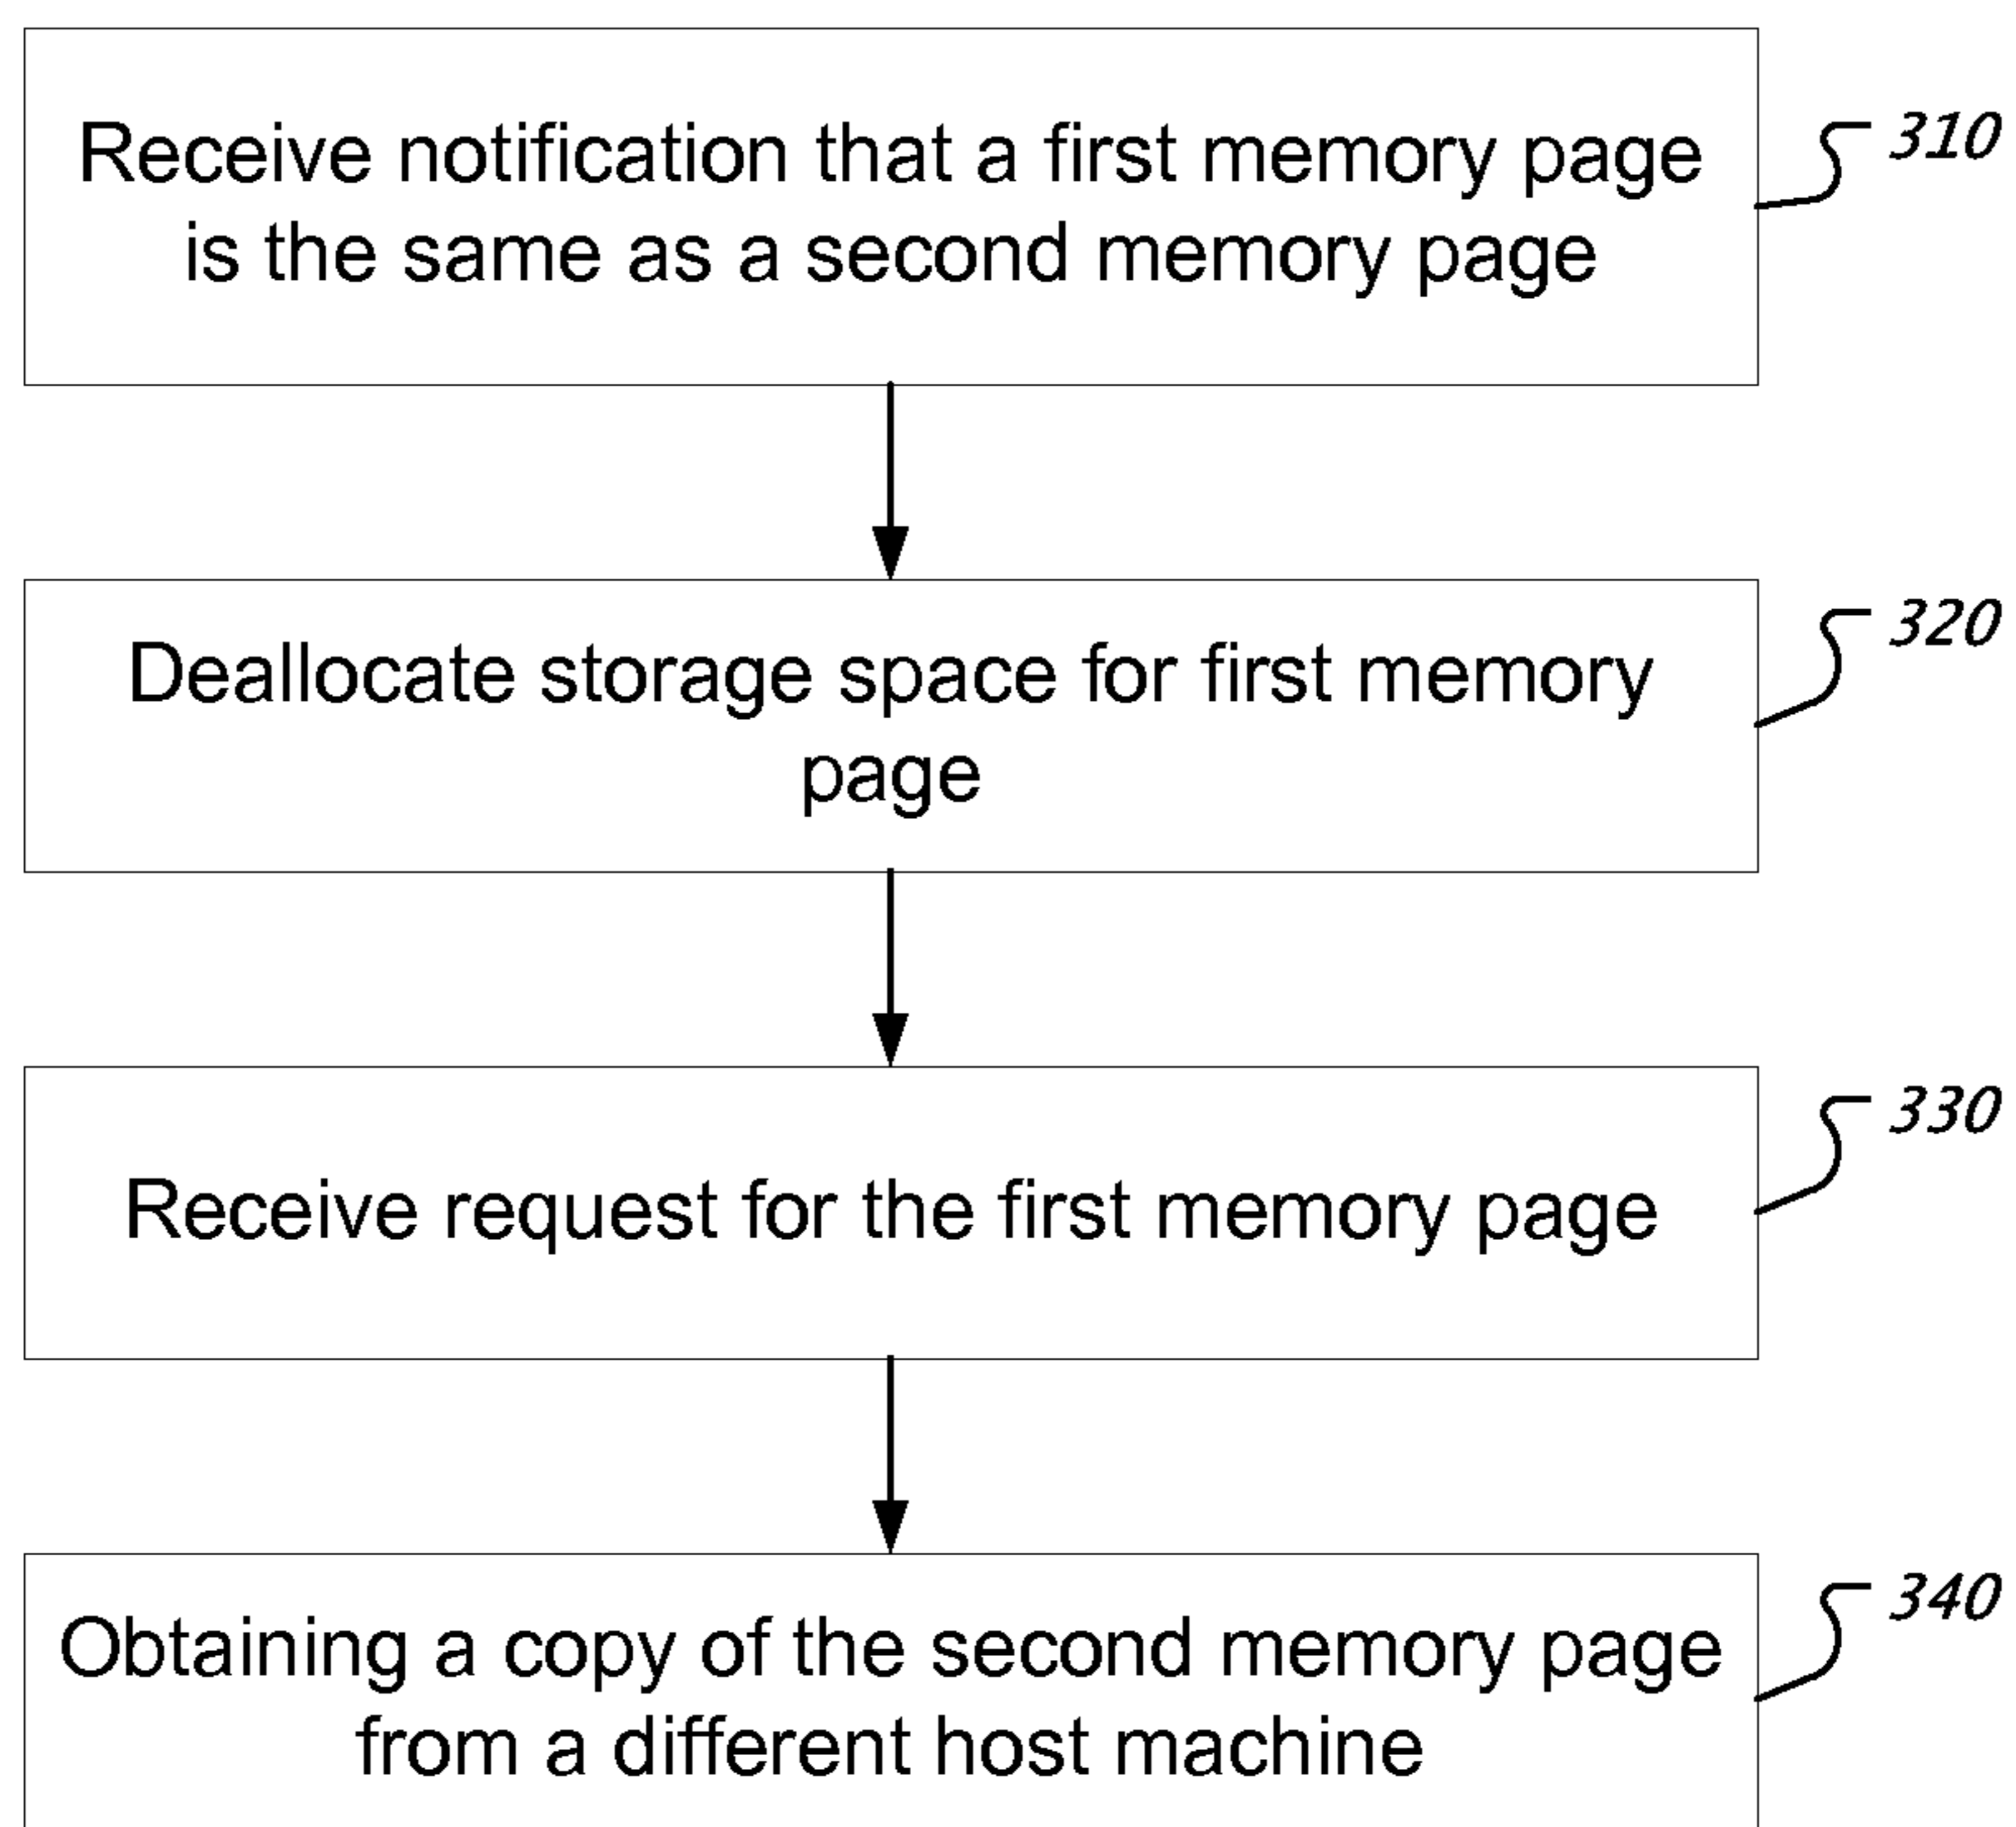 Receive notification that a first memory page
is the same as a second memory page
310
Deallocate storage space for first memory
page
320
Receive request for the first memory page
330
Obtaining a copy of the second memory page
from a different host machine
340